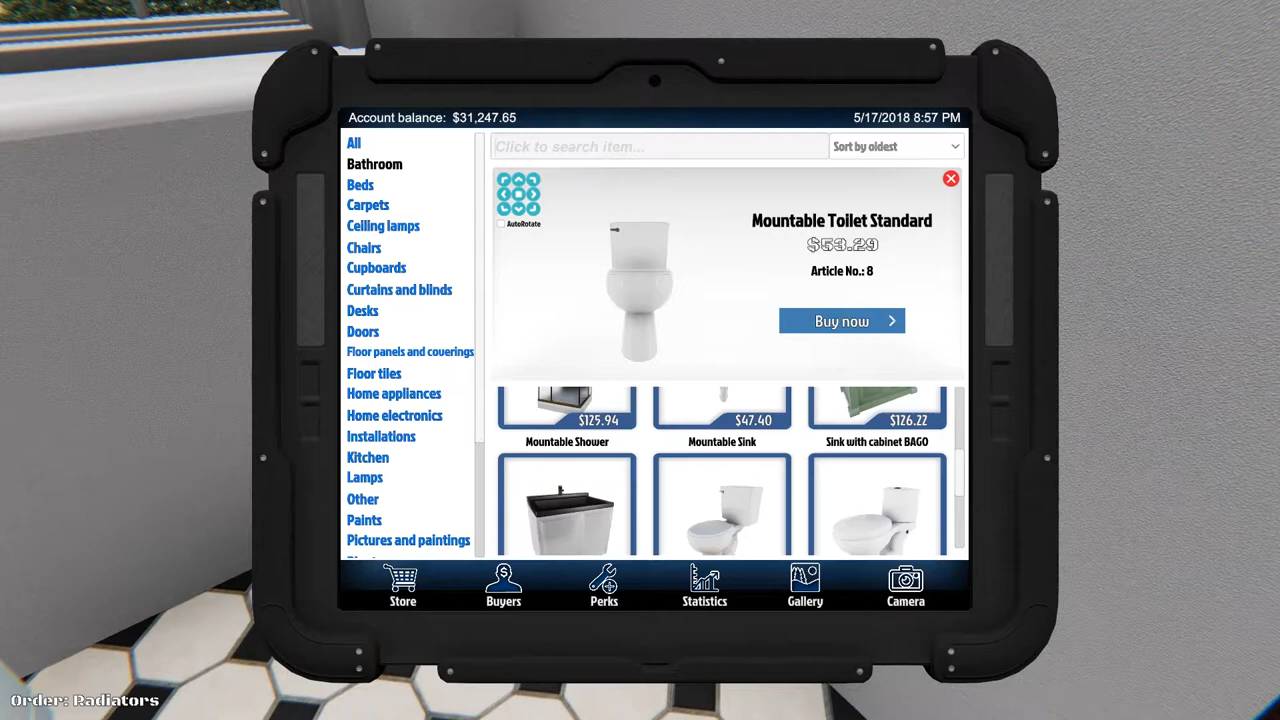 Account balance: $31,247.65
5/17/2018 8:57 PM
All
Bathroom
Beds
Carpets
Ceiling lamps
Chairs
Cupboards
Curtains and blinds
Desks
Doors
Floor panels and coverings
Floor tiles
Home appliances
Home electronics
Installations
Kitchen
Lamps
Other
Paints
Pictures and paintings
Click to search item...
Sort by oldest
AutoRotate
Mountable Toilet Standard
$53.29
Article No.: 8
Buy now
$125.94
$47.40
$126.22
Mountable Shower
Mountable Sink
Sink with cabinet BAGO
Store
Buyers
Perks
Statistics
Gallery
Camera
Order: Radiators